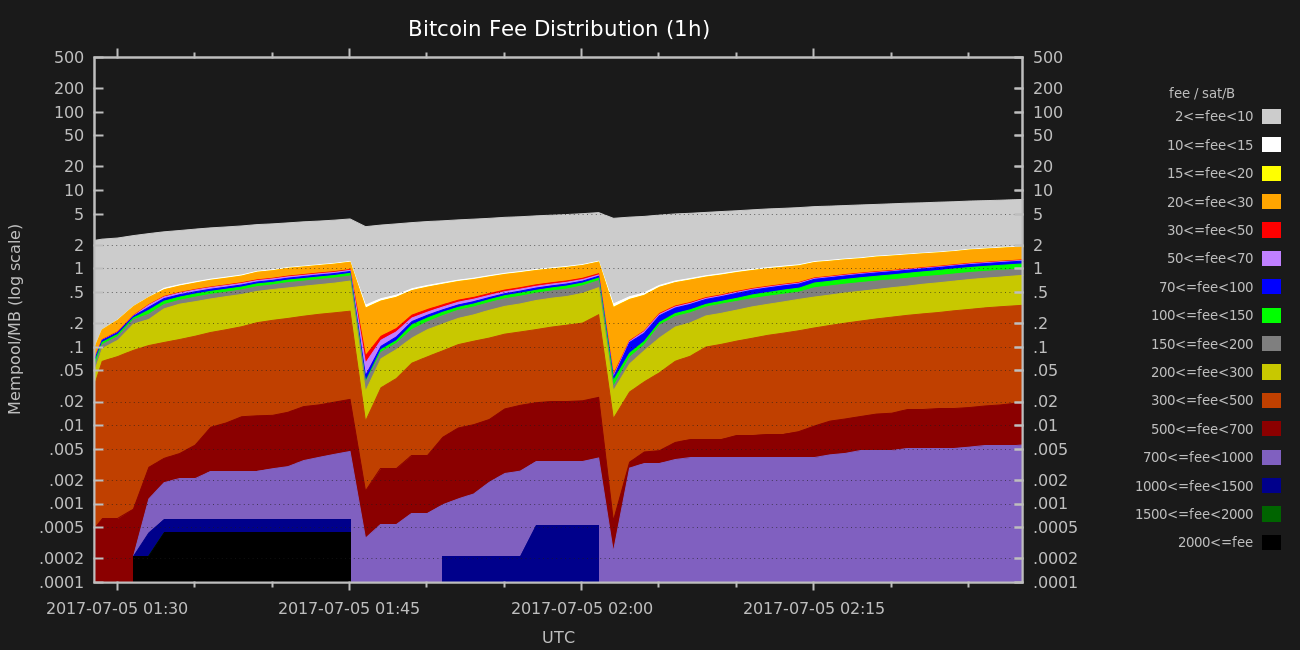 Bitcoin Fee Distribution (1h)
500
200
100
50
20
10
5
2
1
.5
.2
.1
.05
.02
.01
.005
.002
.001
.0005
.0002
.0001
Mempool/MB (log scale)
500
200
100
50
20
10
5
2
1
.5
.2
.1
.05
.02
.01
.005
.002
.001
.0005
.0002
.0001
2017-07-05 01:30
2017-07-05 01:45
2017-07-05 02:00
2017-07-05 02:15
UTC
fee / sat/B
2<=fee<10
10<=fee<15
15<=fee<20
20<=fee<30
30<=fee<50
50<=fee<70
70<=fee<100
100<=fee<150
150<=fee<200
200<=fee<300
300<=fee<500
500<=fee<700
700<=fee<1000
1000<=fee<1500
1500<=fee<2000
2000<=fee